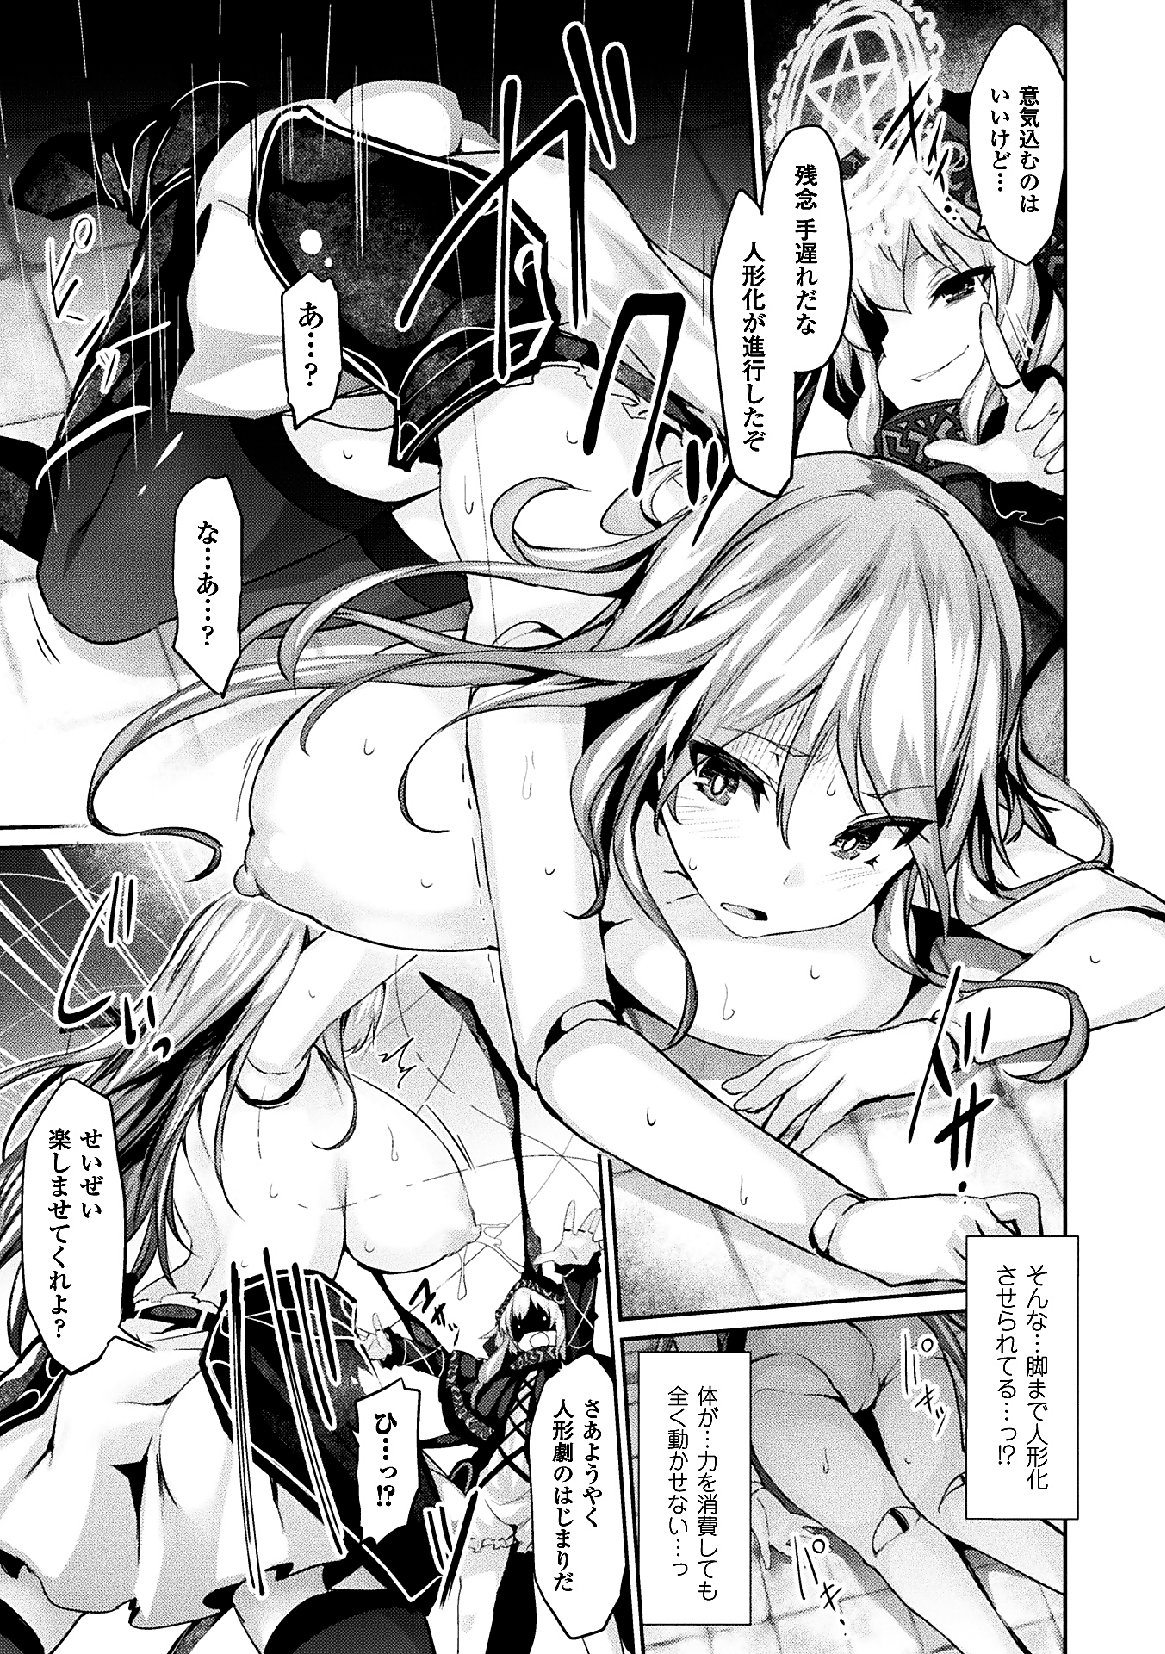 意気込むのは
いいけど…
残念 手遅れだな
人形化が進行したぞ
あ…?
な…あ…?
そんな…脚まで人形化
させられてる…っ!?
体が…力を消費しても
全く動かせない…っ
せいぜい
楽しませてくれよ?
ひ…っ!?
さあようやく
人形劇のはじまりだ